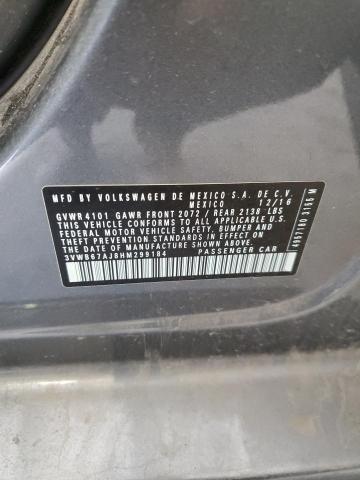 MFD. BY VOLKSWAGEN DE MEXICO S.A. DE C.V.
MEXICO 12/16
GVWR 4101 GAWR FRONT 2072 / REAR 2138 LBS
THIS VEHICLE CONFORMS TO ALL APPLICABLE U.S.
FEDERAL MOTOR VEHICLE SAFETY, BUMPER AND
THEFT PREVENTION STANDARDS IN EFFECT ON
THE DATE OF MANUFACTURE SHOWN ABOVE.
3VWB67AJ8HM299184 PASSENGER CAR